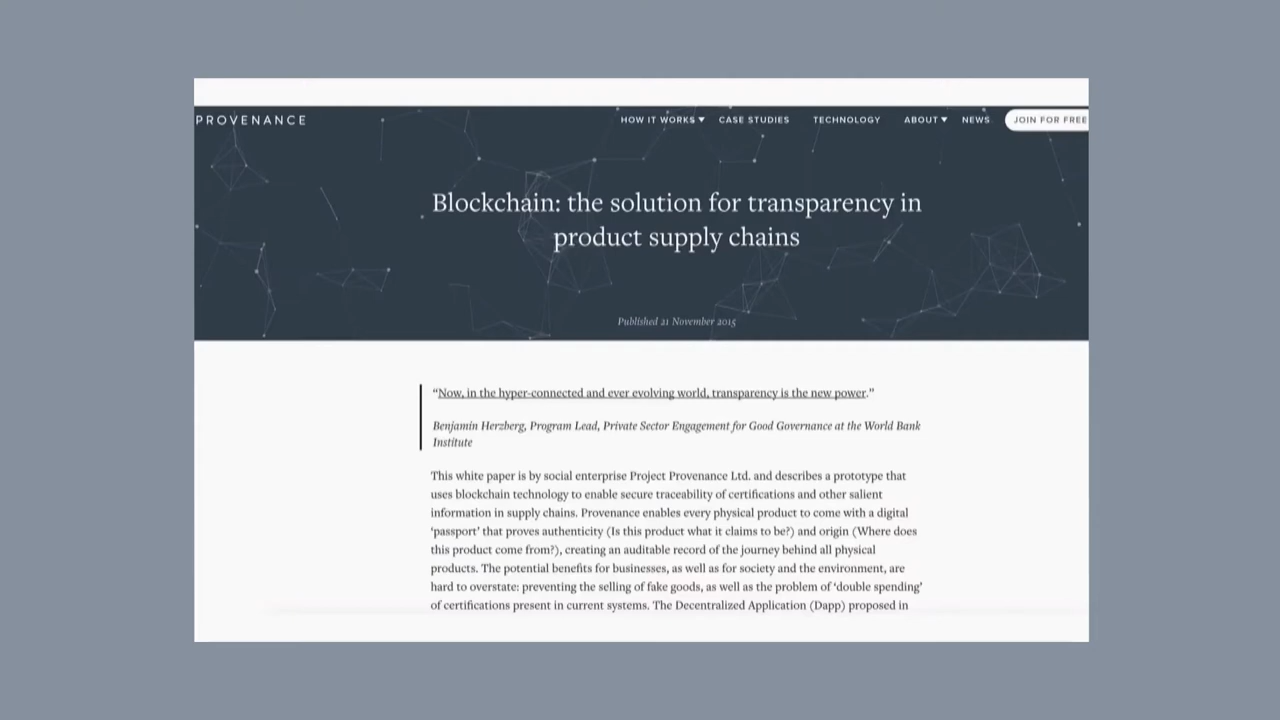 PROVENANCE
HOW IT WORKS ▾ CASE STUDIES TECHNOLOGY ABOUT ▾ NEWS JOIN FOR FREE
Blockchain: the solution for transparency in
product supply chains
Published 21 November 2015
“Now, in the hyper-connected and ever evolving world, transparency is the new power.”
Benjamin Herzberg, Program Lead, Private Sector Engagement for Good Governance at the World Bank
Institute
This white paper is by social enterprise Project Provenance Ltd. and describes a prototype that
uses blockchain technology to enable secure traceability of certifications and other salient
information in supply chains. Provenance enables every physical product to come with a digital
‘passport’ that proves authenticity (Is this product what it claims to be?) and origin (Where does
this product come from?), creating an auditable record of the journey behind all physical
products. The potential benefits for businesses, as well as for society and the environment, are
hard to overstate: preventing the selling of fake goods, as well as the problem of ‘double spending’
of certifications present in current systems. The Decentralized Application (Dapp) proposed in